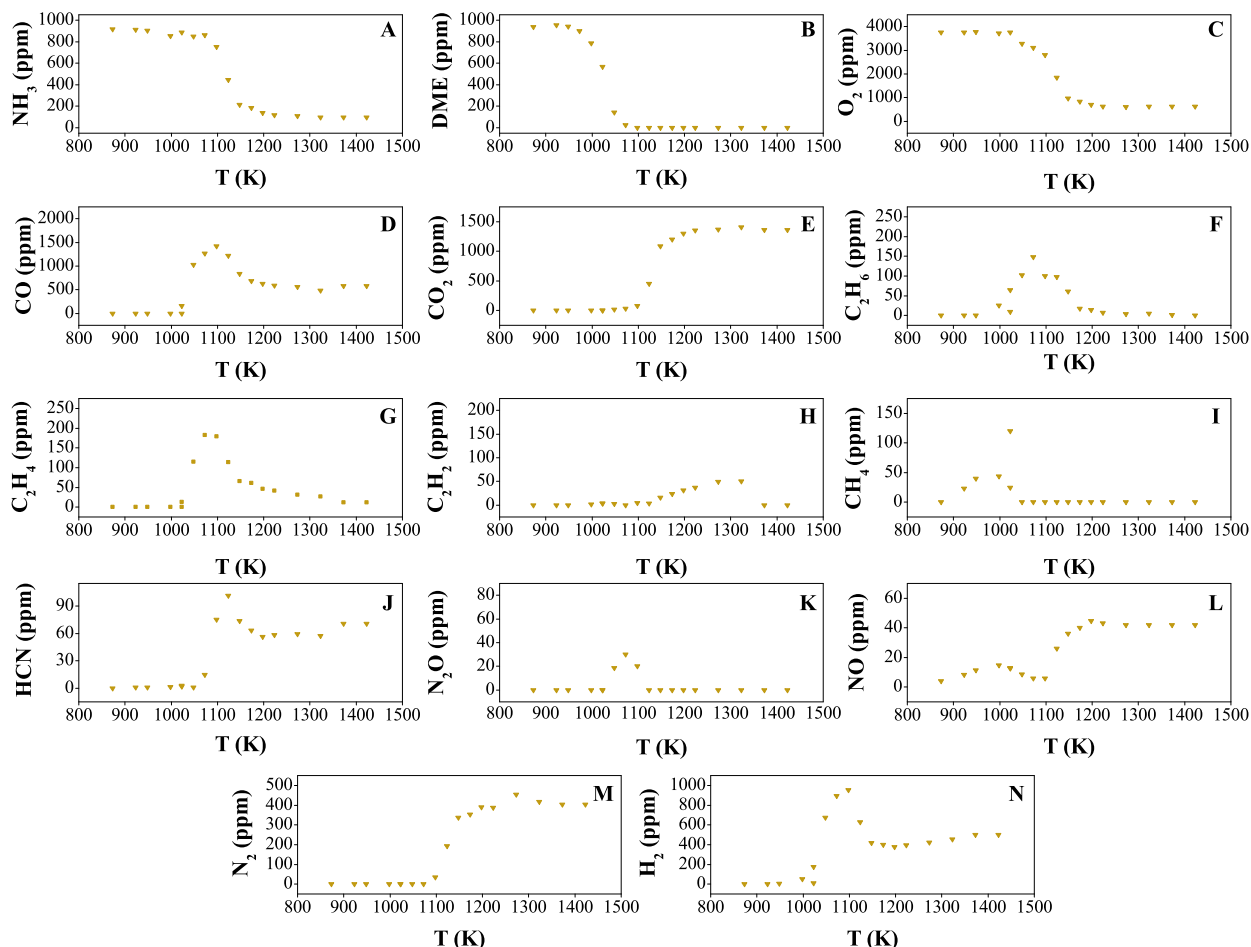 A
NH3 (ppm)
1000
800
600
400
200
0
800 900 1000 1100 1200 1300 1400 1500
T (K)
B
DME (ppm)
1000
800
600
400
200
0
800 900 1000 1100 1200 1300 1400 1500
T (K)
C
O2 (ppm)
4000
3000
2000
1000
0
800 900 1000 1100 1200 1300 1400 1500
T (K)
D
CO (ppm)
2000
1500
1000
500
0
800 900 1000 1100 1200 1300 1400 1500
T (K)
E
CO2 (ppm)
1500
1000
500
0
800 900 1000 1100 1200 1300 1400 1500
T (K)
F
C2H6 (ppm)
250
200
150
100
50
0
800 900 1000 1100 1200 1300 1400 1500
T (K)
G
C2H4 (ppm)
250
200
150
100
50
0
800 900 1000 1100 1200 1300 1400 1500
T (K)
H
C2H2 (ppm)
200
150
100
50
0
800 900 1000 1100 1200 1300 1400 1500
T (K)
I
CH4 (ppm)
150
100
50
0
800 900 1000 1100 1200 1300 1400 1500
T (K)
J
HCN (ppm)
90
60
30
0
800 900 1000 1100 1200 1300 1400 1500
T (K)
K
N2O (ppm)
80
60
40
20
0
800 900 1000 1100 1200 1300 1400 1500
T (K)
L
NO (ppm)
60
40
20
0
800 900 1000 1100 1200 1300 1400 1500
T (K)
M
N2 (ppm)
500
400
300
200
100
0
800 900 1000 1100 1200 1300 1400 1500
T (K)
N
H2 (ppm)
1000
800
600
400
200
0
800 900 1000 1100 1200 1300 1400 1500
T (K)